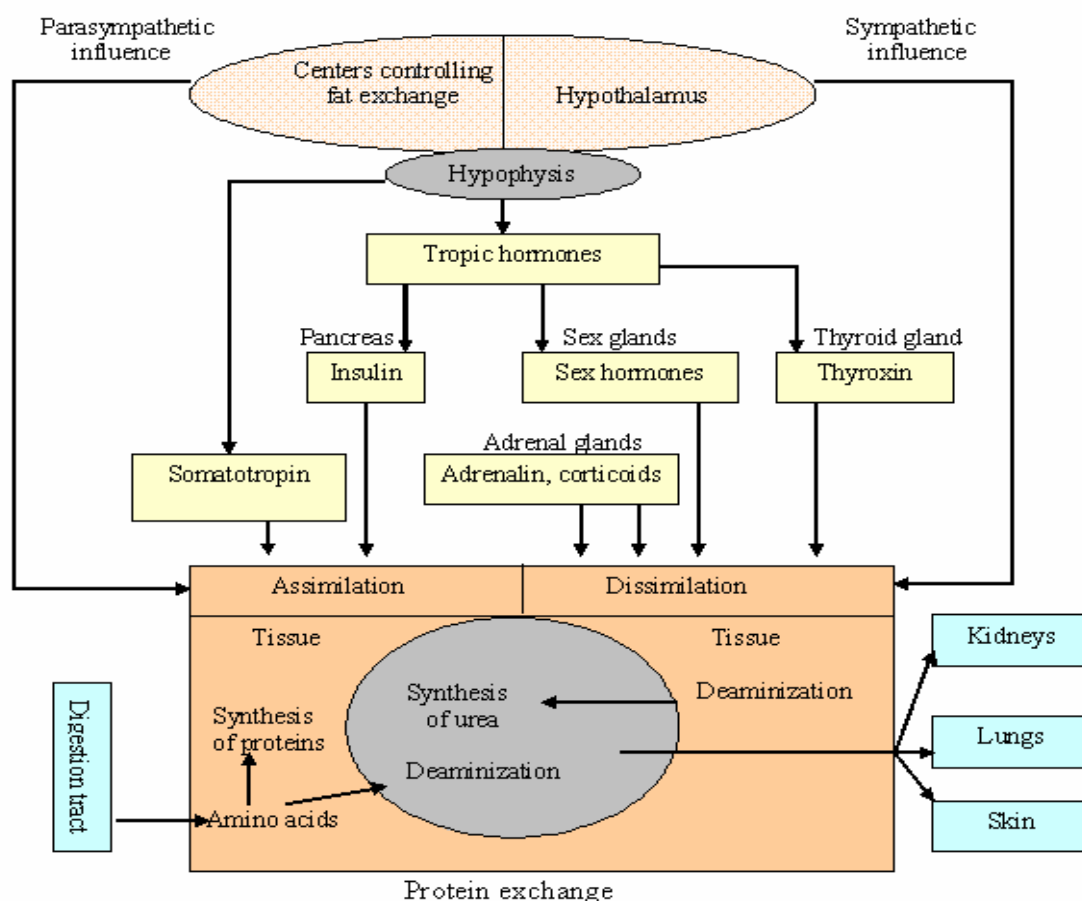 Parasympathetic
influence
Sympathetic
influence
Centers controlling
fat exchange
Hypothalamus
Hypophysis
Tropic hormones
Pancreas
Insulin
Sex glands
Sex hormones
Thyroid gland
Thyroxin
Adrenal glands
Adrenalin, corticoids
Somatotropin
Assimilation
Dissimilation
Tissue
Tissue
Kidneys
Synthesis
of urea
Deaminization
Digestion tract
Synthesis
of proteins
Deaminization
Lungs
Amino acids
Skin
Protein exchange